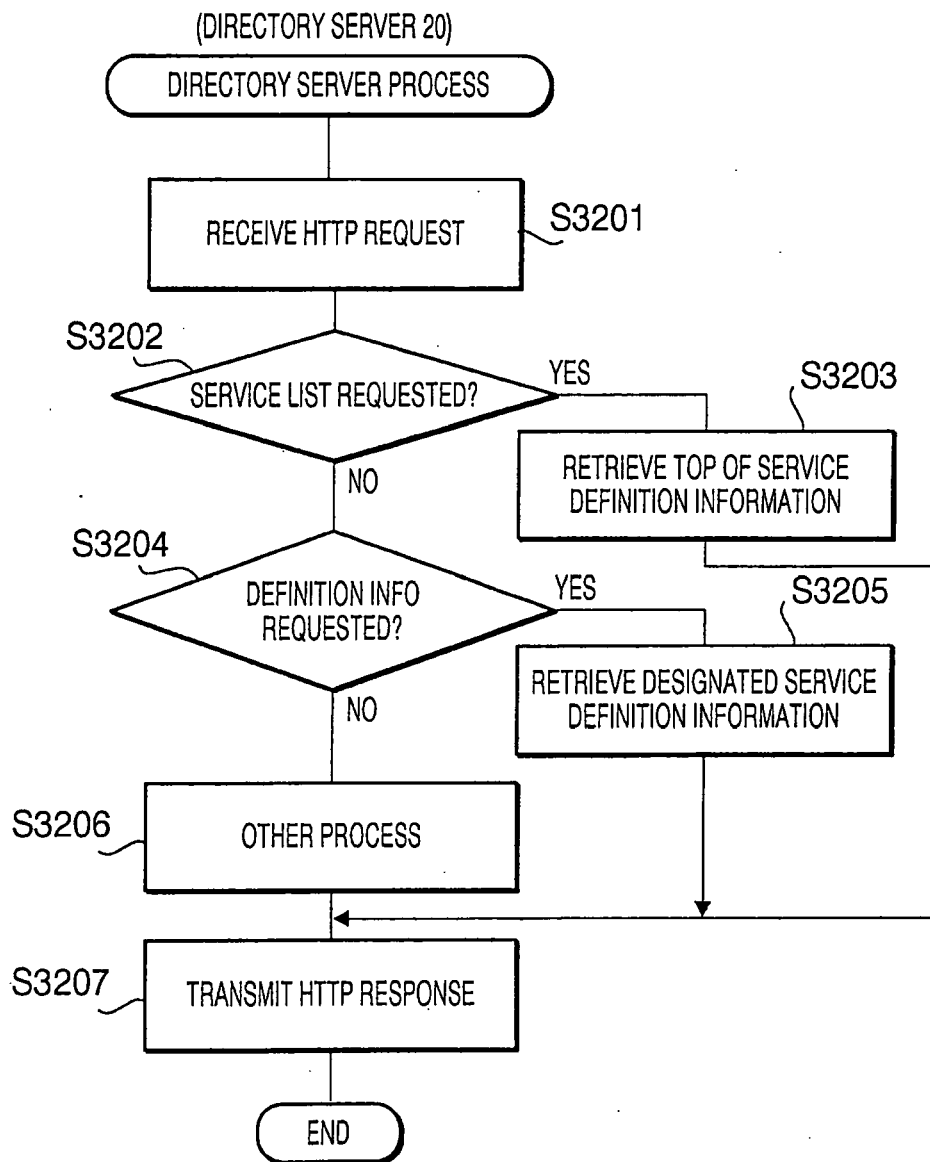 (DIRECTORY SERVER 20)
DIRECTORY SERVER PROCESS
RECEIVE HTTP REQUEST
S3201
S3202
SERVICE LIST REQUESTED?
YES
S3203
RETRIEVE TOP OF SERVICE
DEFINITION INFORMATION
NO
S3204
DEFINITION INFO
REQUESTED?
YES
S3205
RETRIEVE DESIGNATED SERVICE
DEFINITION INFORMATION
NO
S3206
OTHER PROCESS
S3207
TRANSMIT HTTP RESPONSE
END